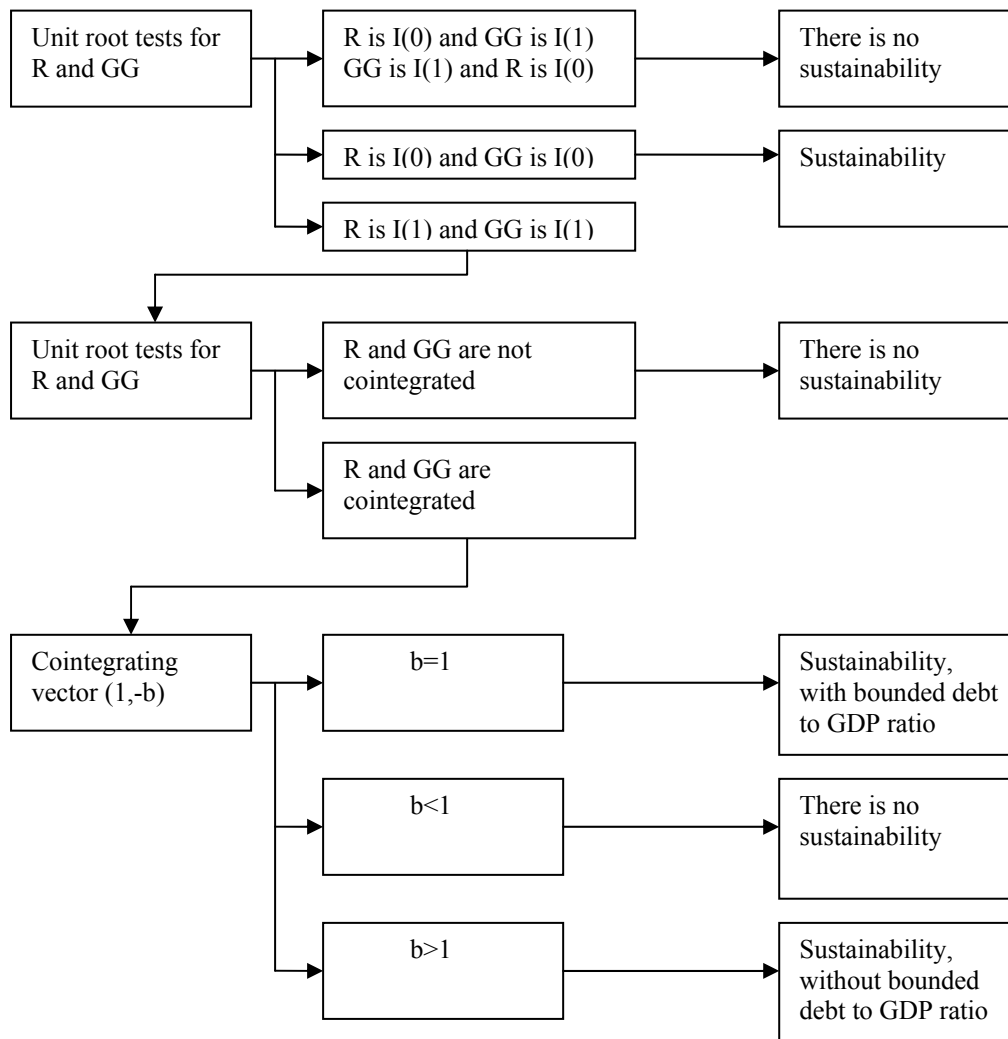 Unit root tests for
R and GG
R is I(0) and GG is I(1)
GG is I(1) and R is I(0)
There is no
sustainability
R is I(0) and GG is I(0)
Sustainability
R is I(1) and GG is I(1)
Unit root tests for
R and GG
R and GG are not
cointegrated
There is no
sustainability
R and GG are
cointegrated
Cointegrating
vector (1,-b)
b=1
Sustainability,
with bounded debt
to GDP ratio
b<1
There is no
sustainability
b>1
Sustainability,
without bounded
debt to GDP ratio